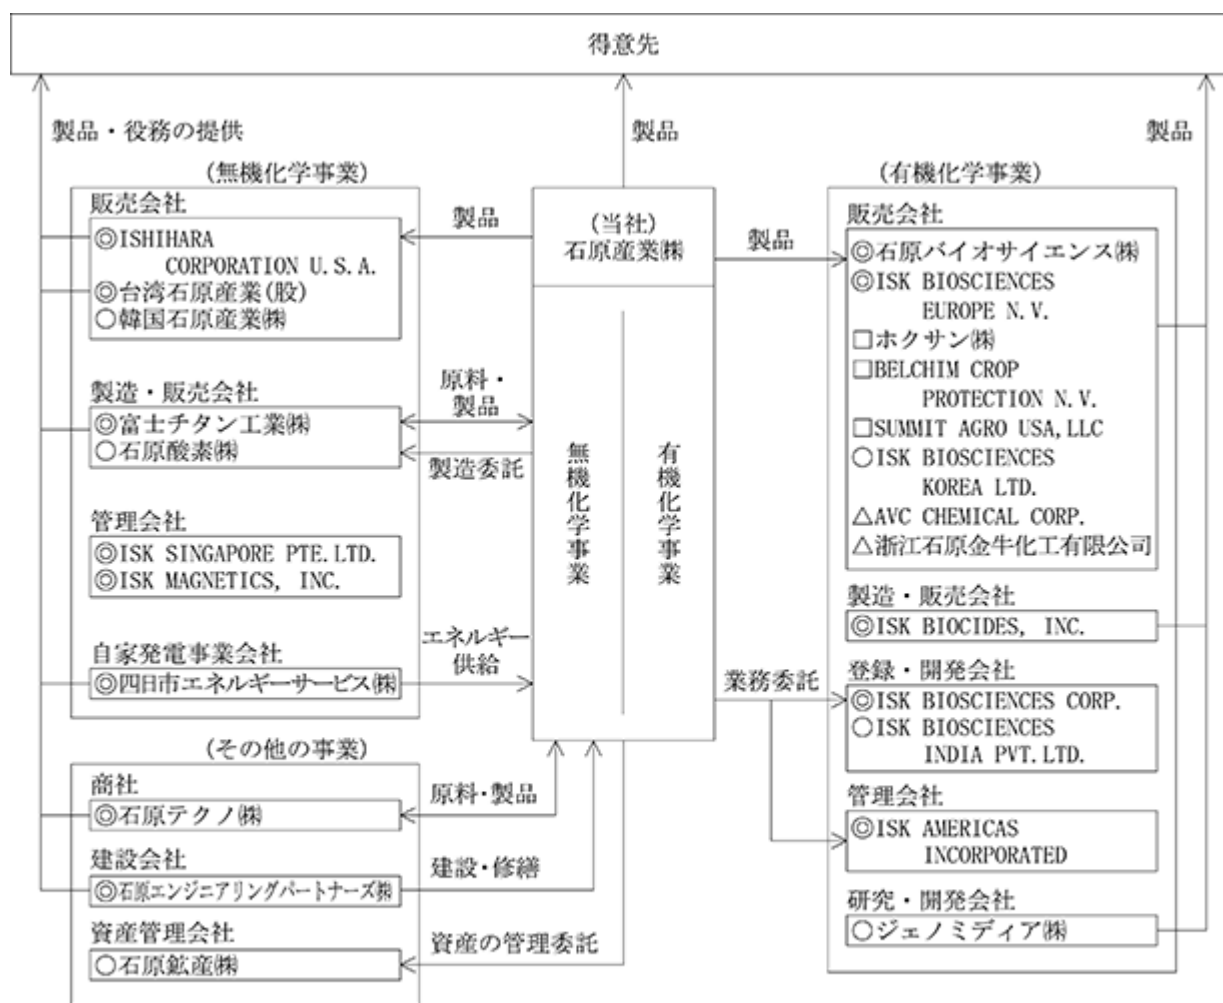 得意先
製品・役務の提供
製品
製品
(無機化学事業)
販売会社
◎ISHIHARA
CORPORATION U.S.A.
◎台湾石原産業(股)
○韓国石原産業㈱
製造・販売会社
◎富士チタン工業㈱
○石原酸素㈱
管理会社
◎ISK SINGAPORE PTE.LTD.
◎ISK MAGNETICS, INC.
自家発電事業会社
◎四日市エネルギーサービス㈱
(その他の事業)
商社
◎石原テクノ㈱
建設会社
◎石原エンジニアリングパートナーズ㈱
資産管理会社
○石原鉱産㈱
製品
原料・
製品
製造委託
エネルギー
供給
原料・製品
建設・修繕
資産の管理委託
(当社)
石原産業㈱
無機化学事業
有機化学事業
製品
業務委託
(有機化学事業)
販売会社
◎石原バイオサイエンス㈱
◎ISK BIOSCIENCES
EUROPE N.V.
□ホクサン㈱
□BELCHIM CROP
PROTECTION N.V.
□SUMMIT AGRO USA,LLC
○ISK BIOSCIENCES
KOREA LTD.
△AVC CHEMICAL CORP.
△浙江石原金牛化工有限公司
製造・販売会社
◎ISK BIOCIDES, INC.
登録・開発会社
◎ISK BIOSCIENCES CORP.
○ISK BIOSCIENCES
INDIA PVT.LTD.
管理会社
◎ISK AMERICAS
INCORPORATED
研究・開発会社
○ジェノミディア㈱